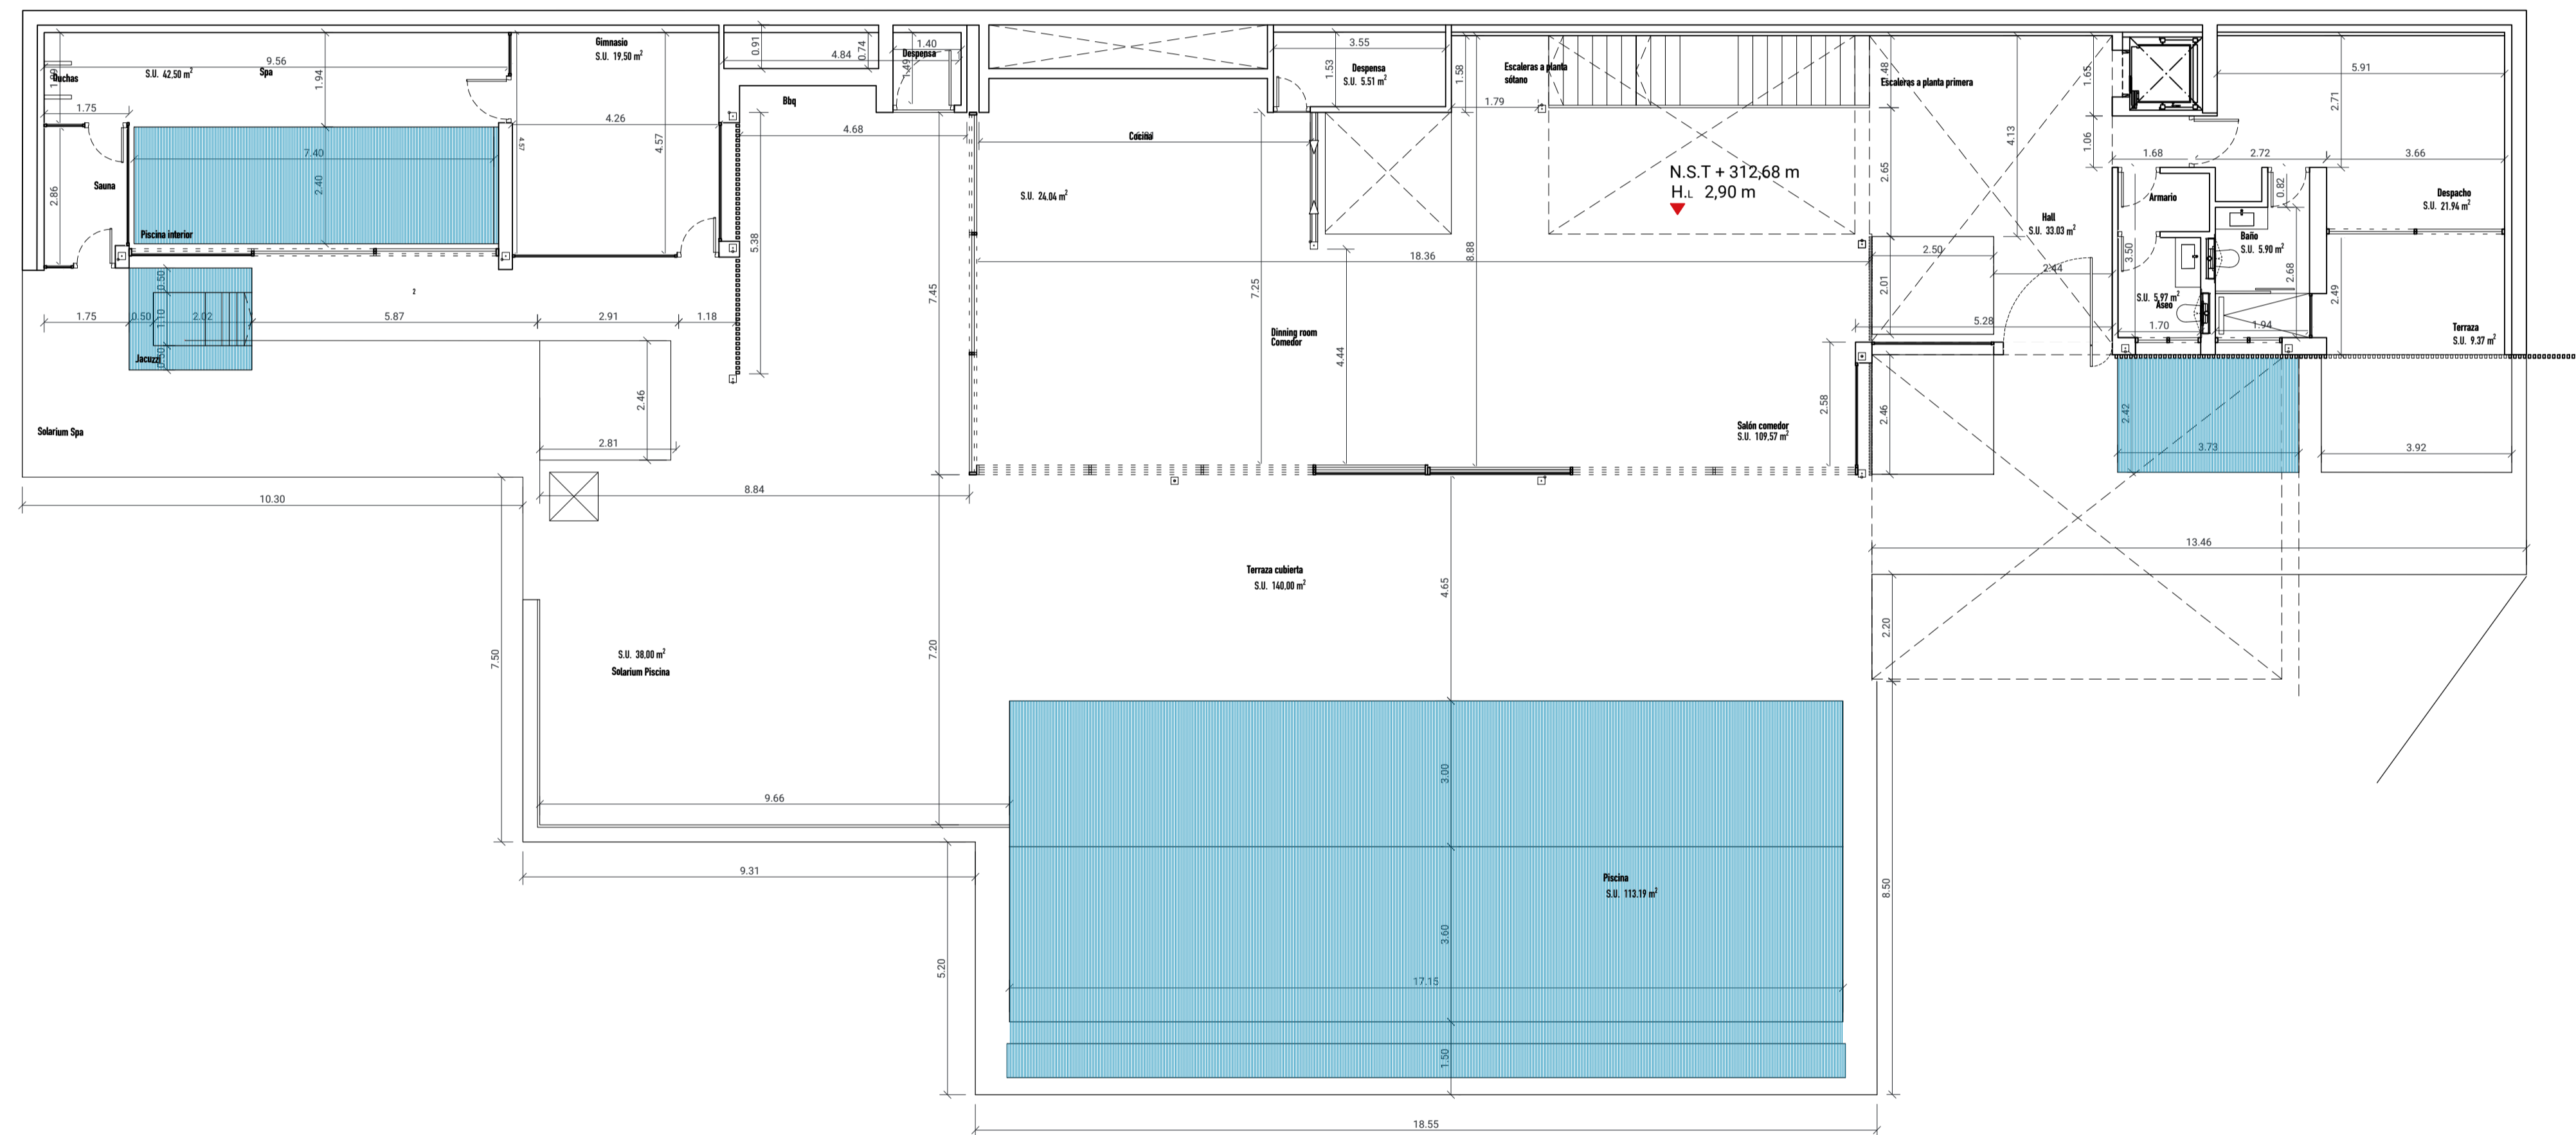 Gimnasio
S.U. 19,50 m²
Duchas
S.U. 42,50 m²
Spa
9.56
1.94
1.75
4.26
4.57
4.57
0.91
0.74
4.84
1.40
Despensa
1.49
Bbq
4.68
3.55
1.53
Despensa
S.U. 5.51 m²
1.58
1.79
Escaleras a planta
sótano
Escaleras a planta primera
1.65
5.91
2.71
1.06
4.13
2.65
1.68
2.72
3.66
7.40
2.40
2.86
Sauna
Piscina interior
Cocina
S.U. 24.04 m²
N.S.T + 312,68 m
H.L 2,90 m
Hall
S.U. 33.03 m²
Armario
0.82
Despacho
S.U. 21.94 m²
Baño
S.U. 5.90 m²
3.50
2.68
2.49
5.38
7.45
18.36
8.88
7.25
2.50
2.44
2.01
5.28
S.U. 5,97 m²
Aseo
1.70
1.94
Terraza
S.U. 9.37 m²
0.50
1.10
0.50
2
1.75
0.50
2.02
5.87
2.91
1.18
Jacuzzi
Dinning room
Comedor
4.44
2.46
2.81
2.58
2.46
2.42
3.73
3.92
Solarium Spa
Salón comedor
S.U. 109,57 m²
10.30
8.84
13.46
Terraza cubierta
S.U. 140,00 m²
4.65
2.20
7.50
7.20
S.U. 38,00 m²
Solarium Piscina
9.66
3.00
9.31
Piscina
S.U. 113.19 m²
8.50
3.60
5.20
17.15
1.50
18.55